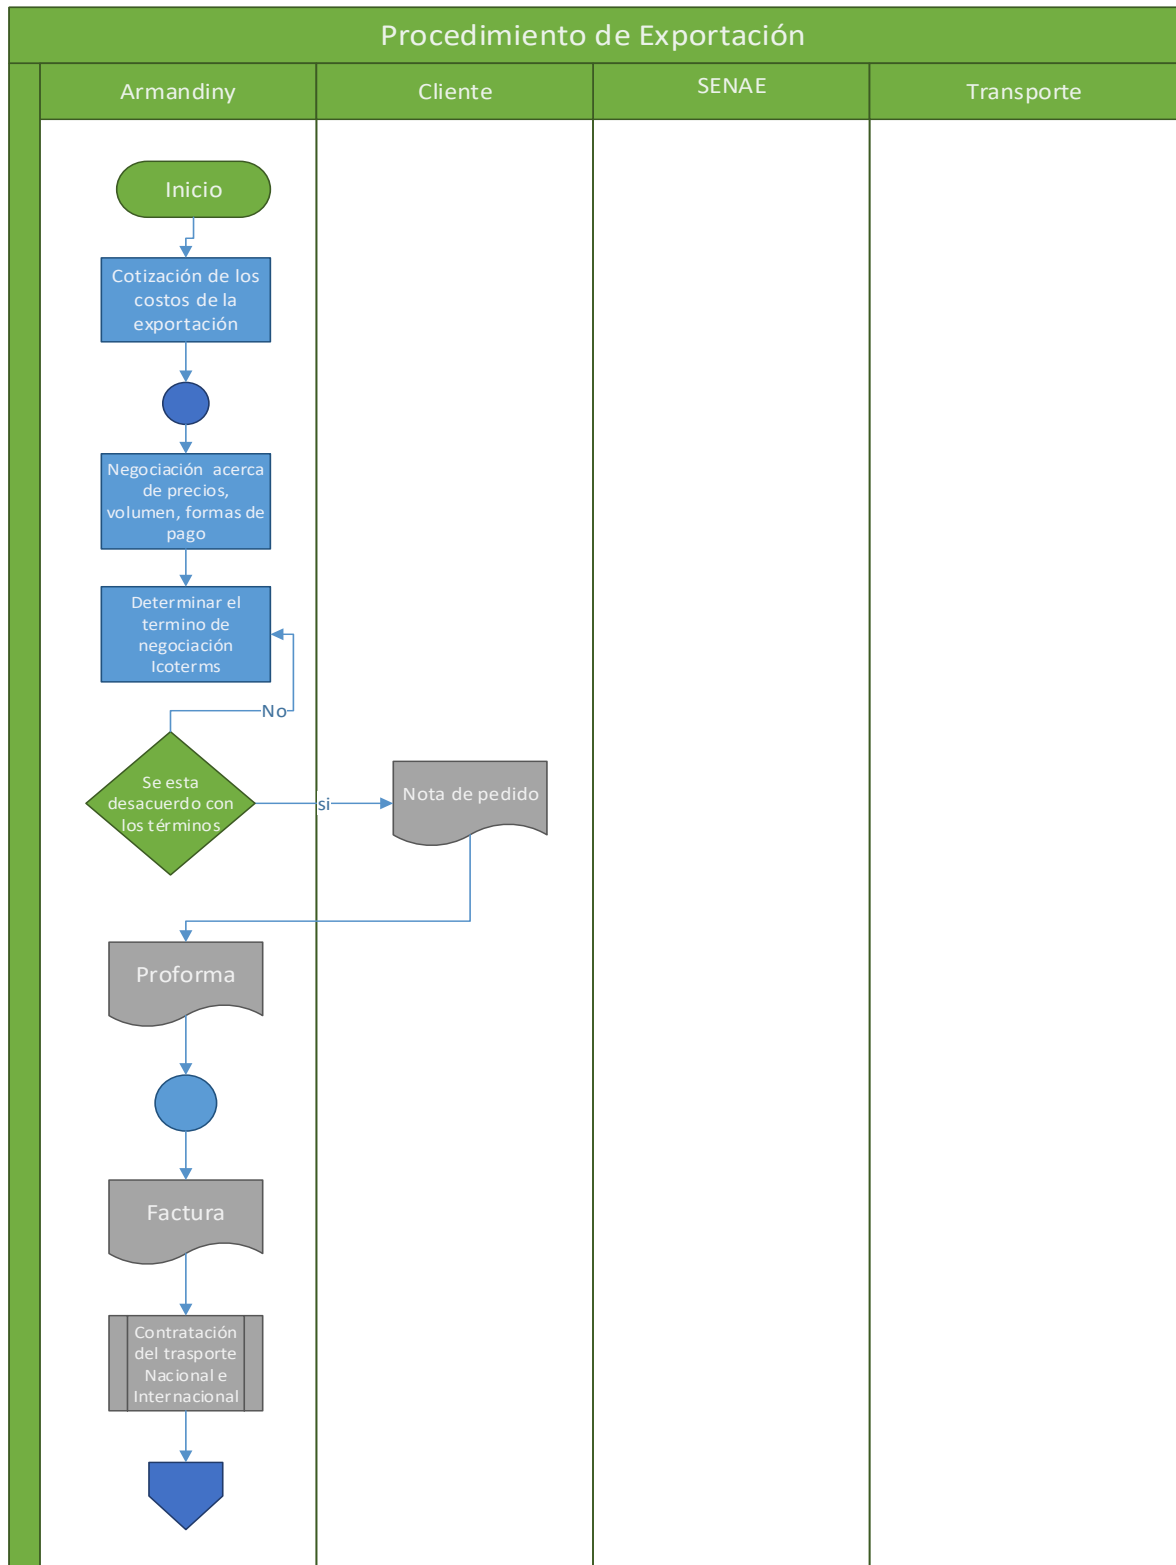 Procedimiento de Exportación
Armandiny
Cliente
SENAE
Transporte
Inicio
Cotización de los
costos de la
exportación
Negociación acerca
de precios,
volumen, formas de
pago
Determinar el
termino de
negociación
Icoterms
No
Se esta
desacuerdo con
los términos
si
Nota de pedido
Proforma
Factura
Contratación
del trasporte
Nacional e
Internacional